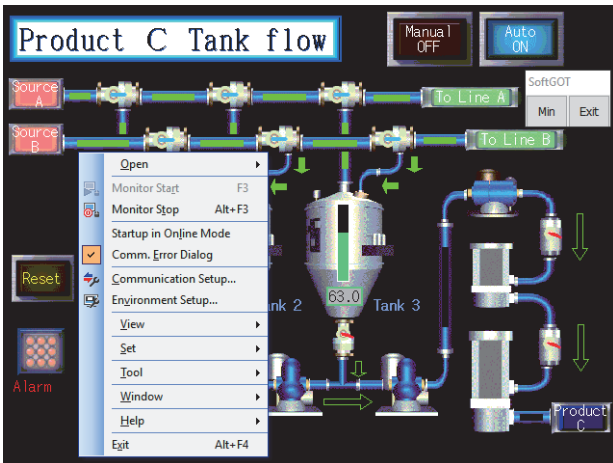 Product C Tank flow
Manual
OFF
Auto
ON
SoftGOT
Min
Exit
Source
A
To Line A
Source
B
To Line B
Open
Monitor Start F3
Monitor Stop Alt+F3
Startup in Online Mode
Comm. Error Dialog
Communication Setup...
Environment Setup...
View
Set
Tool
Window
Help
Exit Alt+F4
Reset
Alarm
63.0
nk 2
Tank 3
Product
C